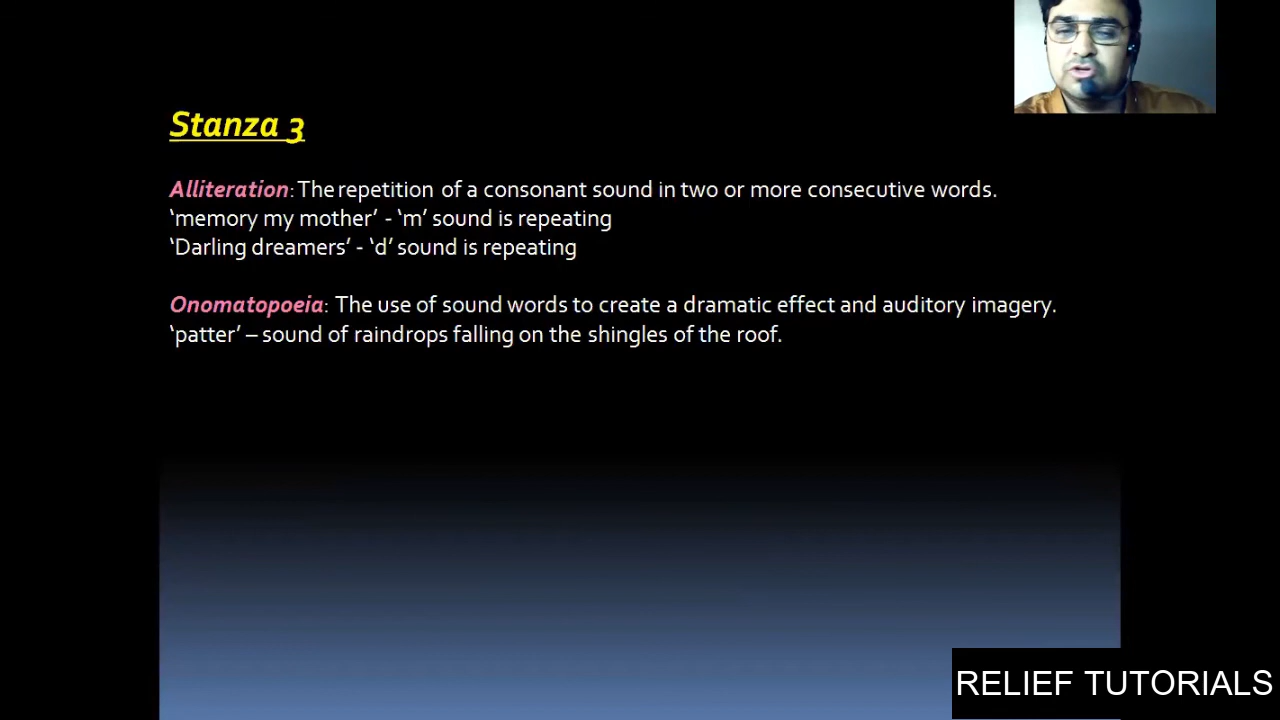 Stanza 3
Alliteration: The repetition of a consonant sound in two or more consecutive words.
‘memory my mother’ - ‘m’ sound is repeating
‘Darling dreamers’ - ‘d’ sound is repeating
Onomatopoeia: The use of sound words to create a dramatic effect and auditory imagery.
‘patter’ – sound of raindrops falling on the shingles of the roof.
RELIEF TUTORIALS